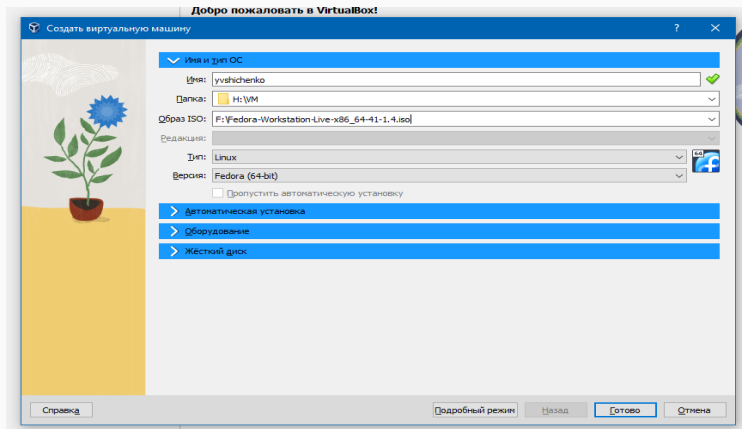 Добро пожаловать в VirtualBox!
Создать виртуальную машину
?
Имя и тип ОС
Имя: yvshichenko
Папка: H:\VM
Образ ISO: F:\Fedora-Workstation-Live-x86_64-41-1.4.iso
Редакция:
Тип: Linux
64
Версия: Fedora (64-bit)
Пропустить автоматическую установку
Автоматическая установка
Оборудование
Жёсткий диск
Справка Подробный режим Назад Готово Отмена